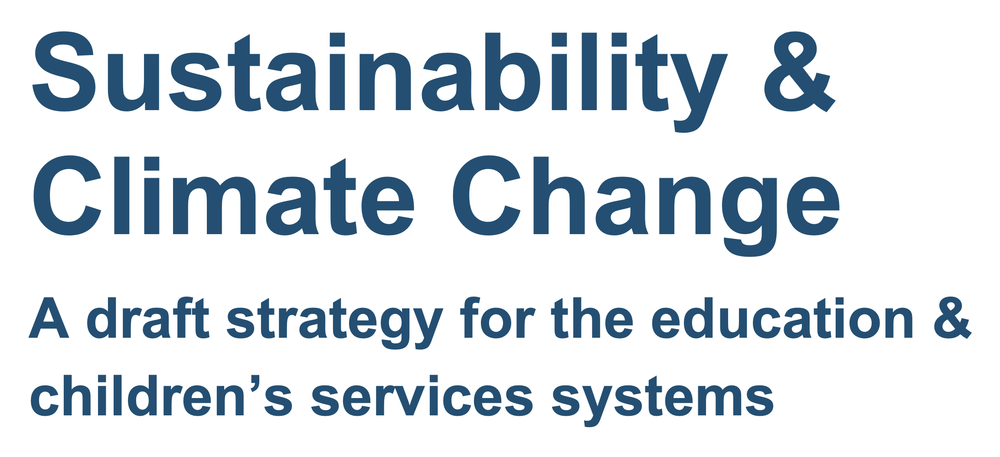 Sustainability &
Climate Change
A draft strategy for the education &
children’s services systems